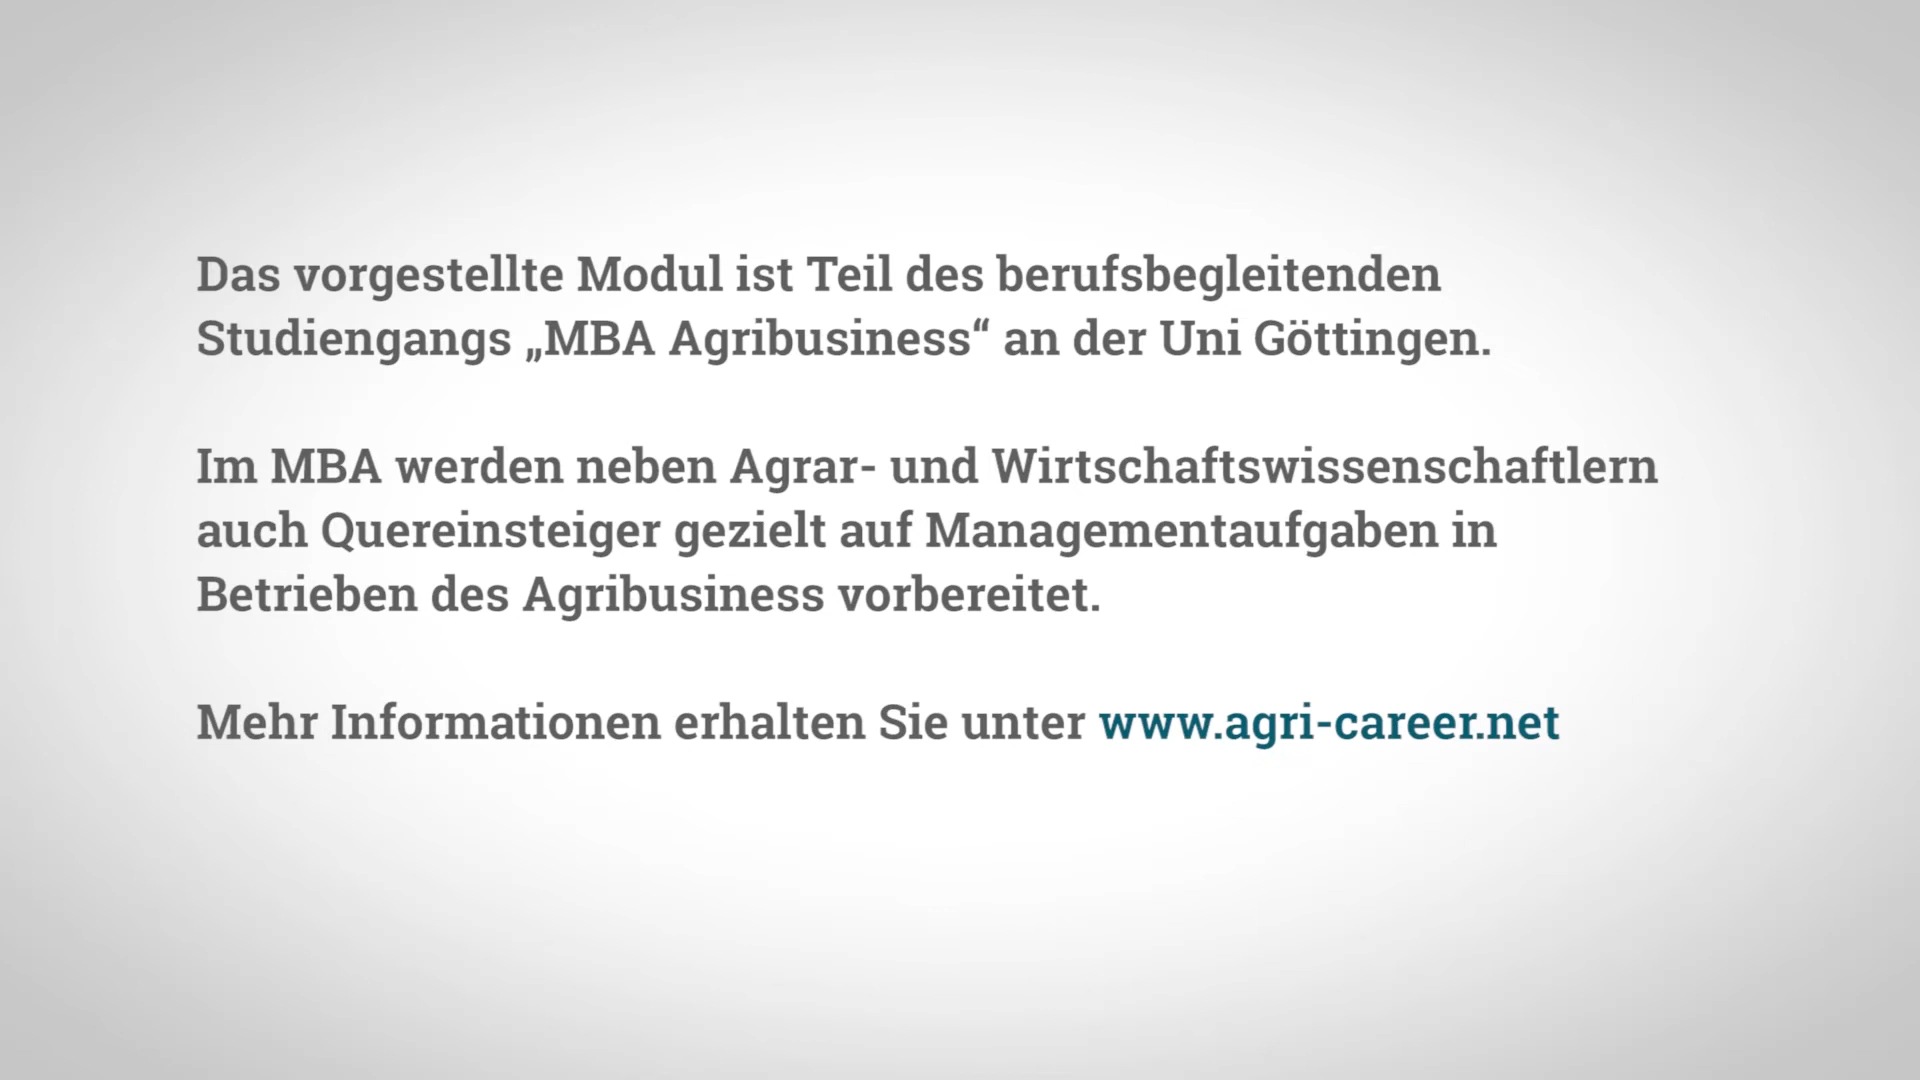 Das vorgestellte Modul ist Teil des berufsbegleitenden
Studiengangs „MBA Agribusiness“ an der Uni Göttingen.
Im MBA werden neben Agrar- und Wirtschaftswissenschaftlern
auch Quereinsteiger gezielt auf Managementaufgaben in
Betrieben des Agribusiness vorbereitet.
Mehr Informationen erhalten Sie unter www.agri-career.net